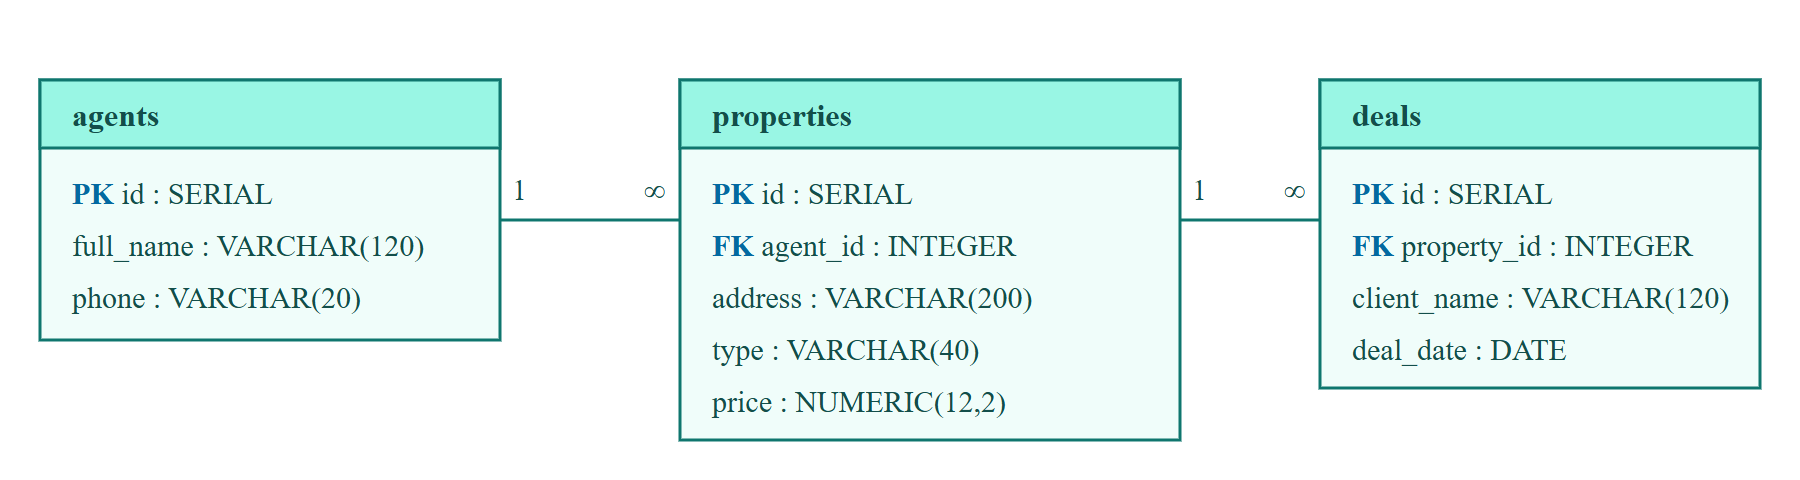 agents
PK id : SERIAL
full_name : VARCHAR(120)
phone : VARCHAR(20)
1
∞
properties
PK id : SERIAL
FK agent_id : INTEGER
address : VARCHAR(200)
type : VARCHAR(40)
price : NUMERIC(12,2)
1
∞
deals
PK id : SERIAL
FK property_id : INTEGER
client_name : VARCHAR(120)
deal_date : DATE